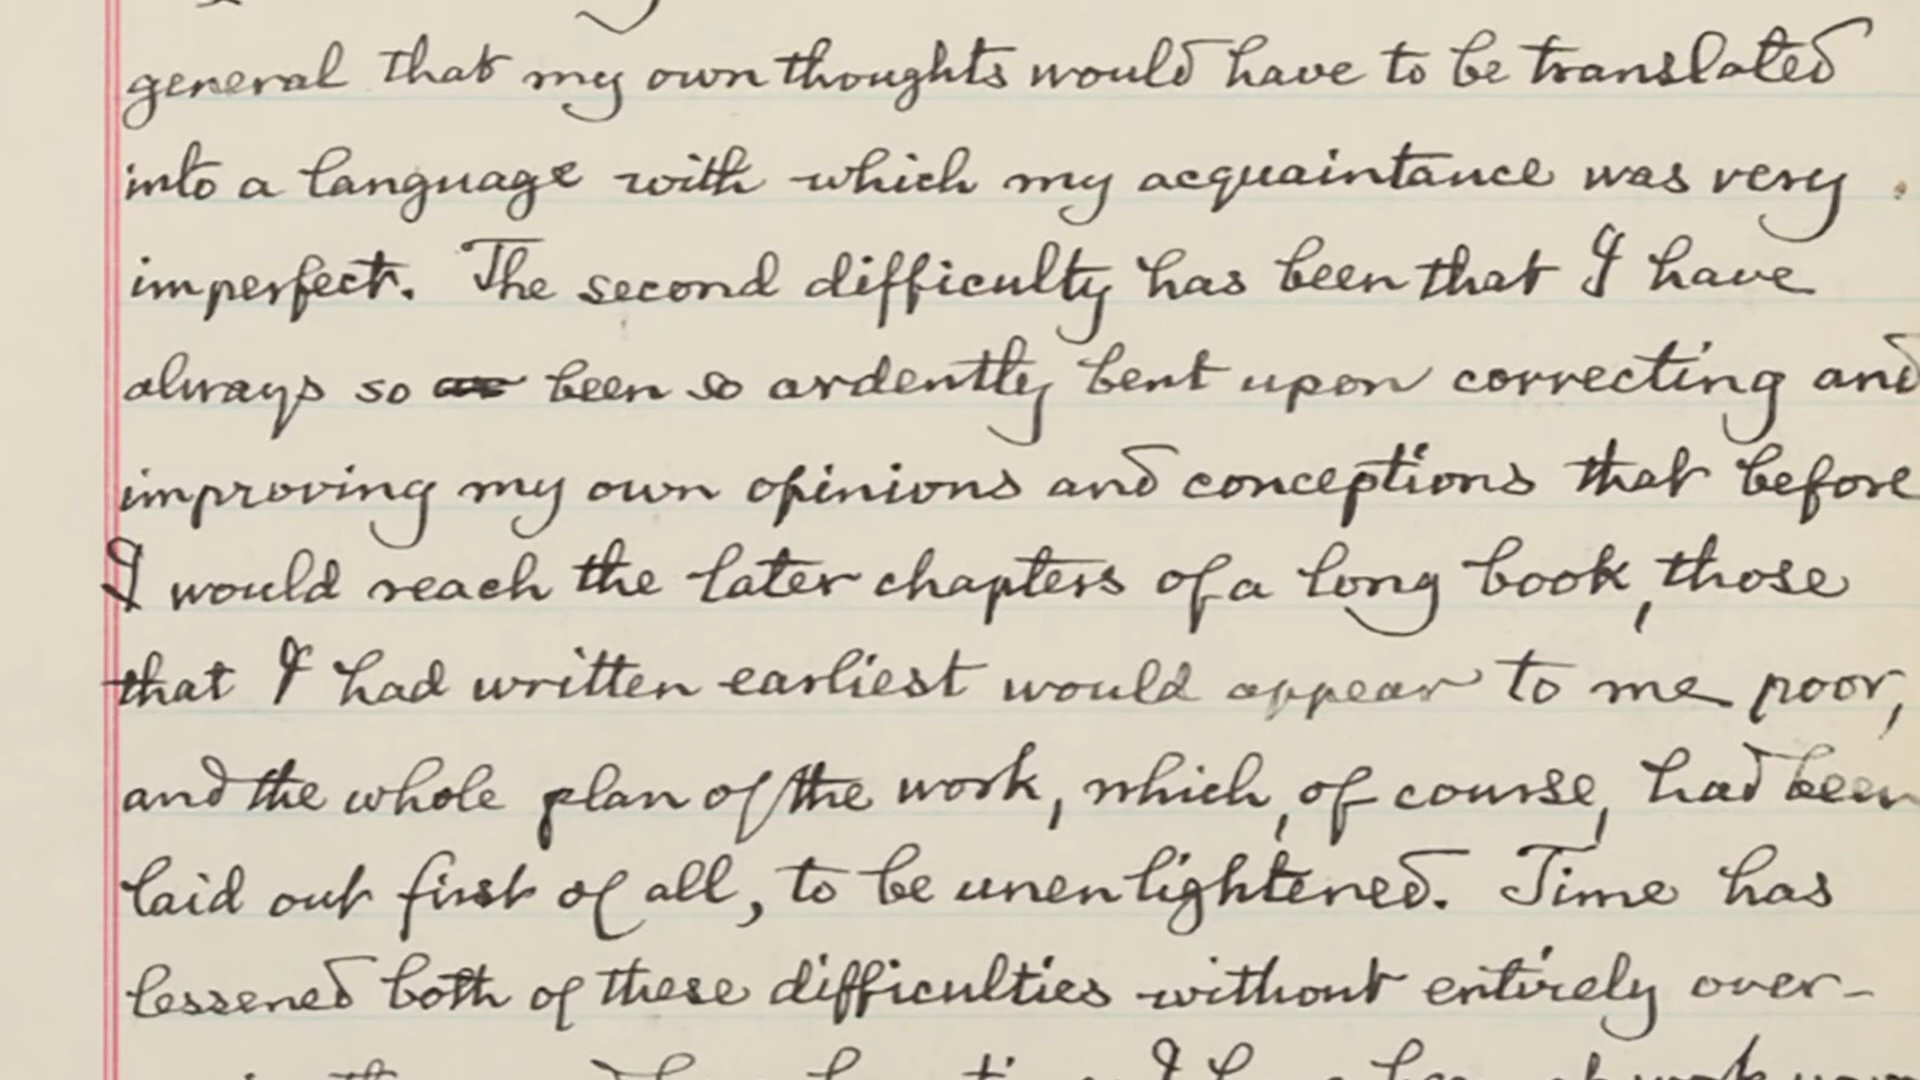 general that my own thoughts would have to be translated
into a language with which my acquaintance was very
imperfect. The second difficulty has been that I have
always so been so ardently bent upon correcting and
improving my own opinions and conceptions that before
I would reach the later chapters of a long book, those
that I had written earliest would appear to me poor,
and the whole plan of the work, which, of course, had been
laid out first of all, to be unenlightened. Time has
lessened both of these difficulties without entirely over-